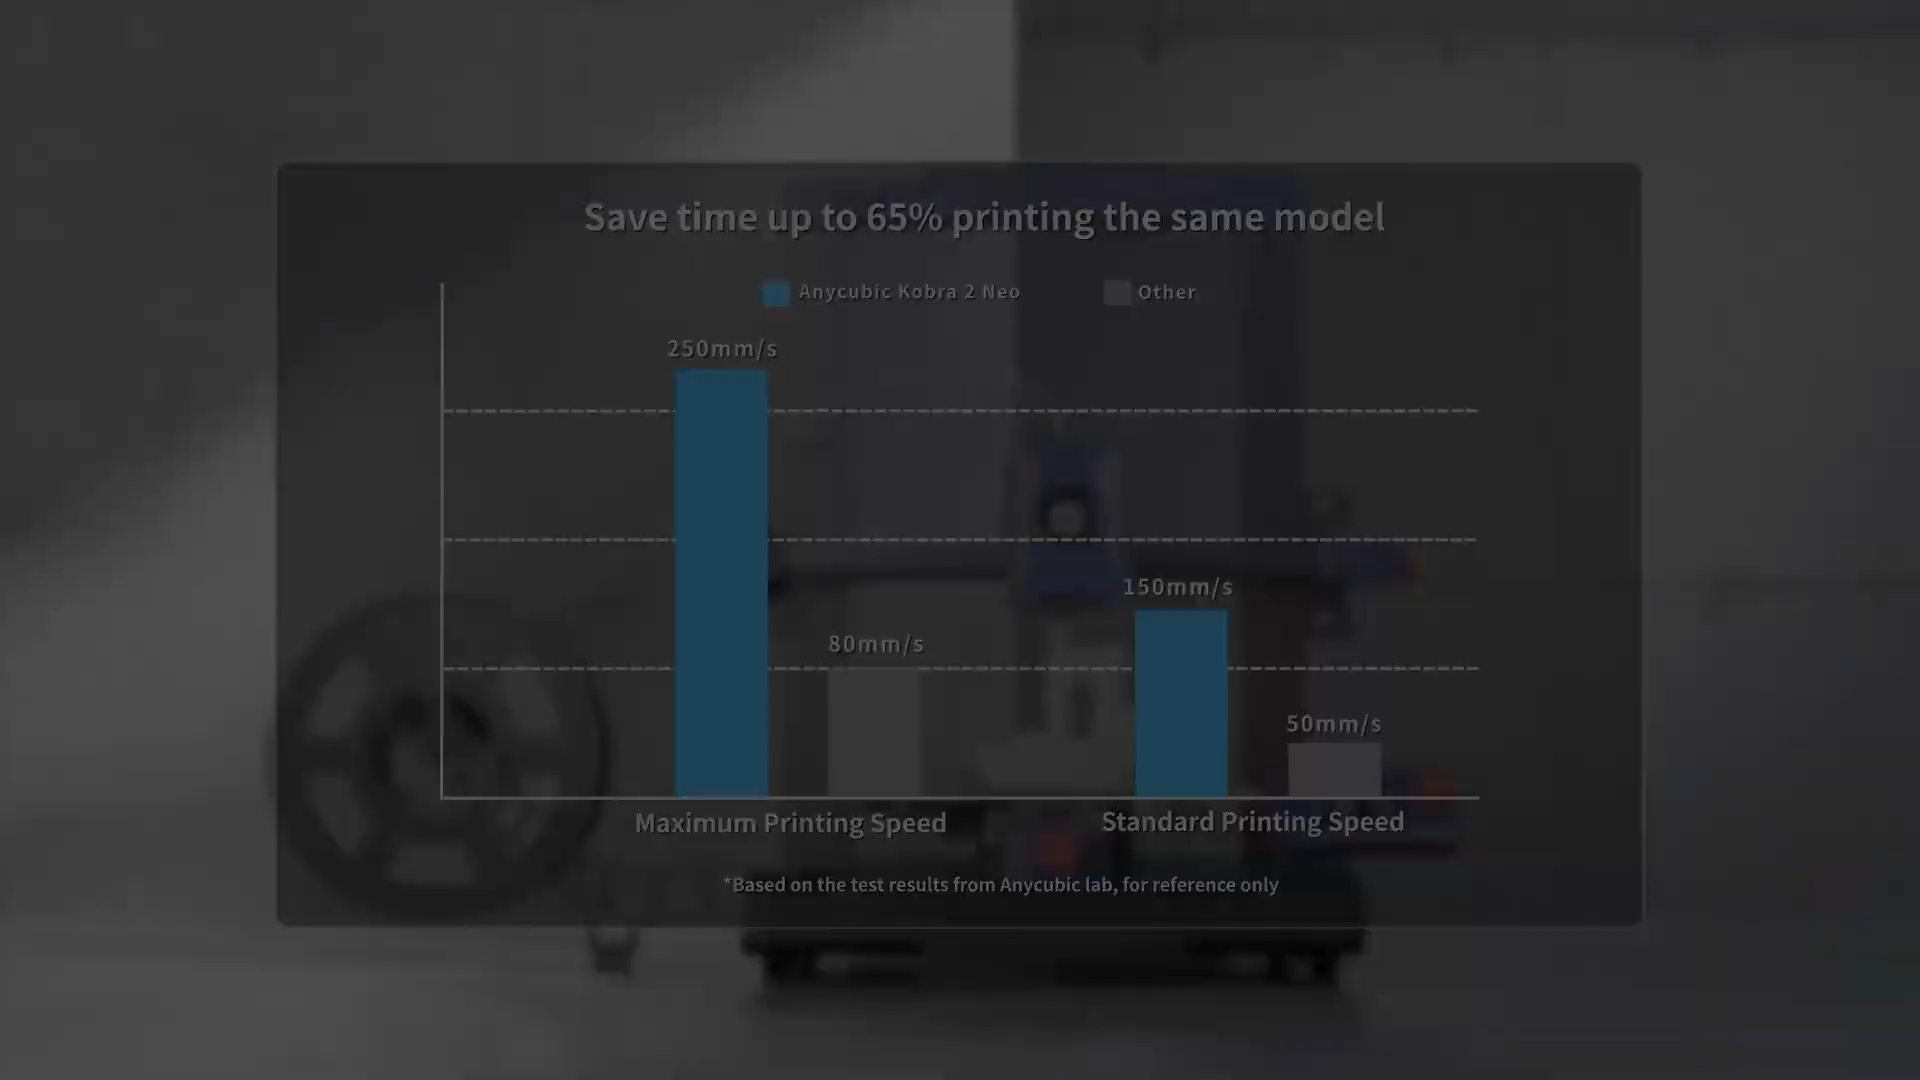 Save time up to 65% printing the same model
Anycubic Kobra 2 Neo
Other
250mm/s
80mm/s
150mm/s
50mm/s
Maximum Printing Speed
Standard Printing Speed
*Based on the test results from Anycubic lab, for reference only